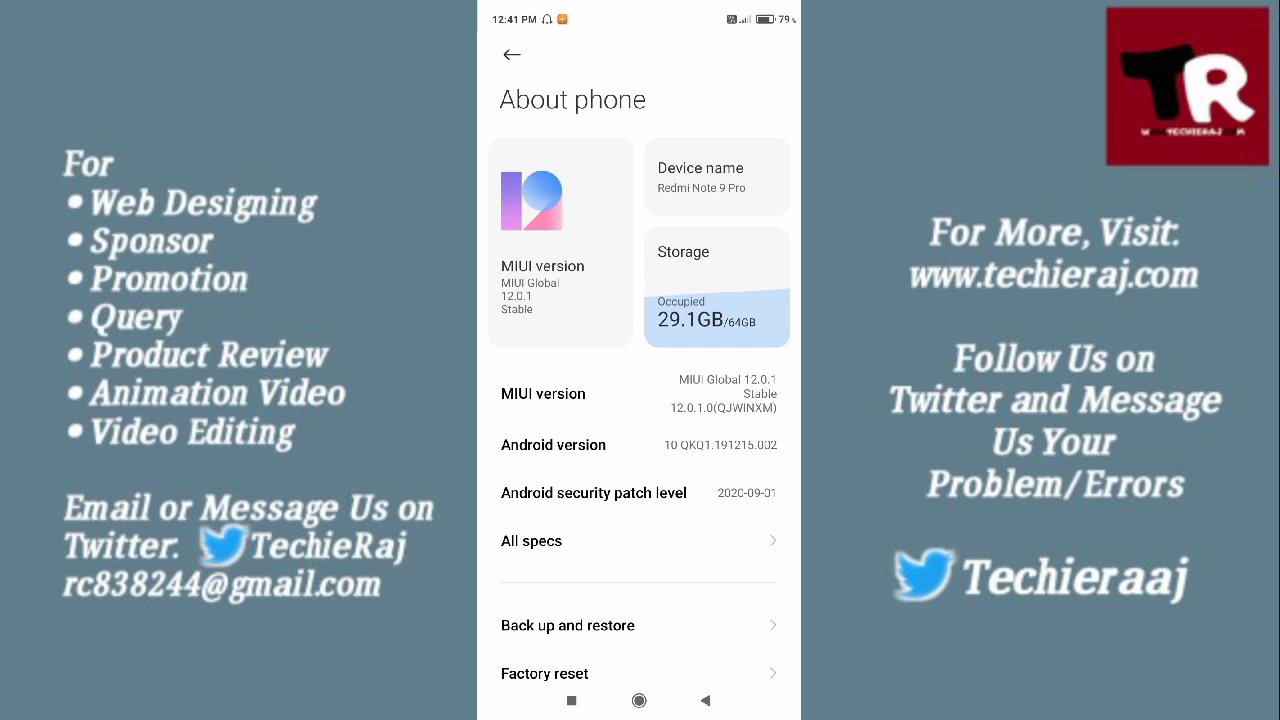 For
• Web Designing
• Sponsor
• Promotion
• Query
• Product Review
• Animation Video
• Video Editing
Email or Message Us on
Twitter. TechieRaj
rc838244@gmail.com
12:41 PM
79%
About phone
MIUI version
MIUI Global
12.0.1
Stable
Device name
Redmi Note 9 Pro
Storage
Occupied
29.1GB/64GB
MIUI version
MIUI Global 12.0.1
Stable
12.0.1.0(QJWINXM)
Android version
10 QKQ1.191215.002
Android security patch level
2020-09-01
All specs
Back up and restore
Factory reset
TR
For More, Visit:
www.techieraj.com
Follow Us on
Twitter and Message
Us Your
Problem/Errors
Techieraaj